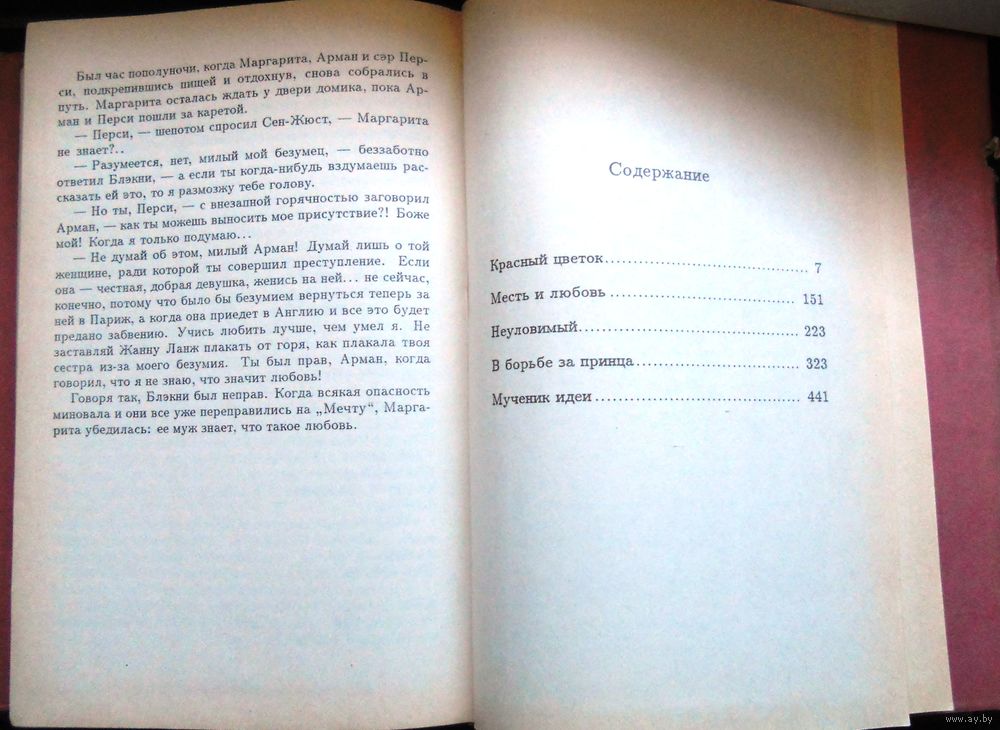 Был час пополуночи, когда Маргарита, Арман и сэр Пер-
си, подкрепившись пищей и отдохнув, снова собрались в
путь. Маргарита осталась ждать у двери домика, пока Ар-
ман и Перси пошли за каретой.
— Перси, — шепотом спросил Сен-Жюст, — Маргарита
не знает?..
— Разумеется, нет, милый мой безумец, — беззаботно
ответил Блэкни, — а если ты когда-нибудь вздумаешь рас-
сказать ей это, то я размозжу тебе голову.
— Но ты, Перси, — с внезапной горячностью заговорил
Арман, — как ты можешь выносить мое присутствие?! Боже
мой! Когда я только подумаю...
— Не думай об этом, милый Арман! Думай лишь о той
женщине, ради которой ты совершил преступление. Если
она — честная, добрая девушка, женись на ней... не сейчас,
конечно, потому что было бы безумием вернуться теперь за
ней в Париж, а когда она приедет в Англию и все это будет
предано забвению. Учись любить лучше, чем умел я. Не
заставляй Жанну Ланж плакать от горя, как плакала твоя
сестра из-за моего безумия. Ты был прав, Арман, когда
говорил, что я не знаю, что значит любовь!
Говоря так, Блэкни был неправ. Когда всякая опасность
миновала и они все уже переправились на „Мечту“, Марга-
рита убедилась: ее муж знает, что такое любовь.
Содержание
Красный цветок........................... 7
Месть и любовь ........................ 151
Неуловимый............................. 223
В борьбе за принца ..................... 323
Мученик идеи .......................... 441
www.ay.by